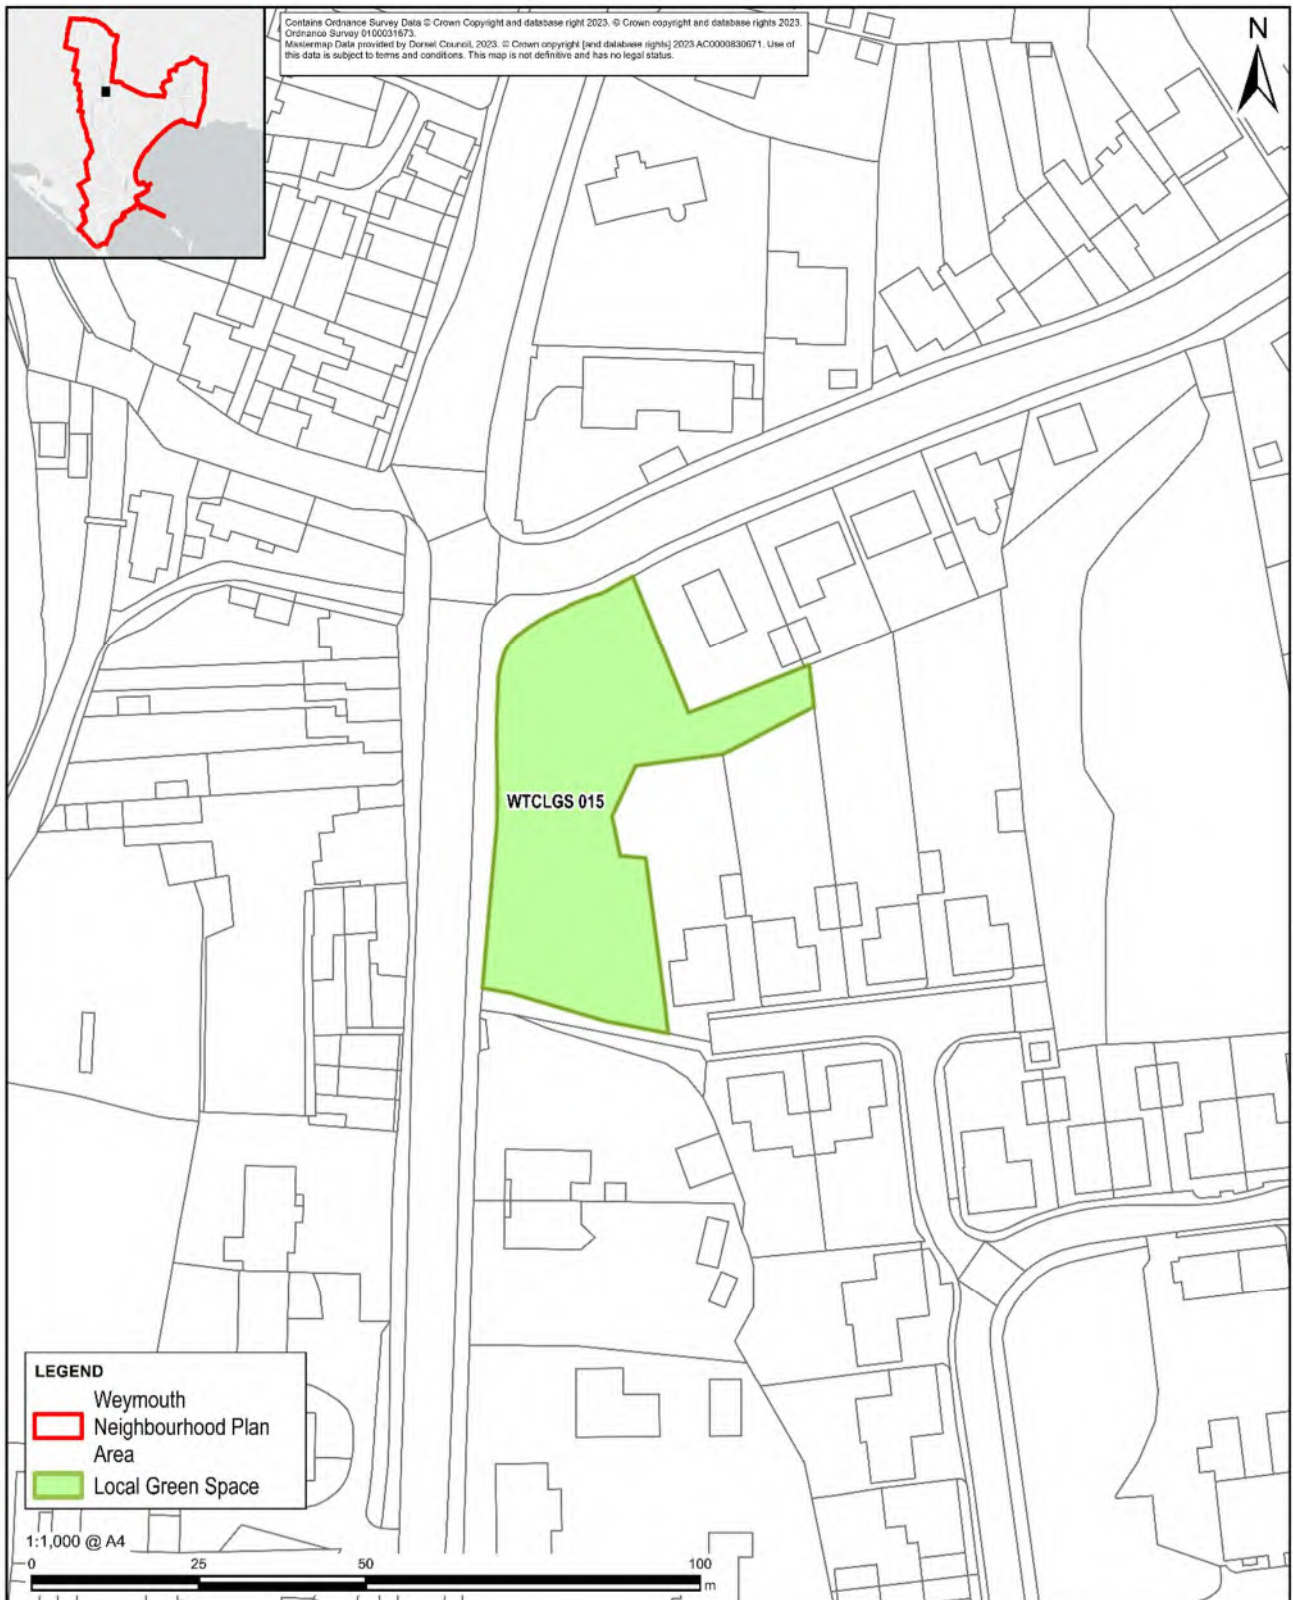 Contains Ordnance Survey Data © Crown Copyright and database right 2023. © Crown copyright and database rights 2023.
Ordnance Survey 0100031673.
Mastermap Data provided by Dorset Council, 2023. © Crown copyright [and database rights] 2023 AC0000830671. Use of
this data is subject to terms and conditions. This map is not definitive and has no legal status.
N
WTCLGS 015
LEGEND
Weymouth
Neighbourhood Plan
Area
Local Green Space
1:1,000 @ A4
0 25 50 100
m